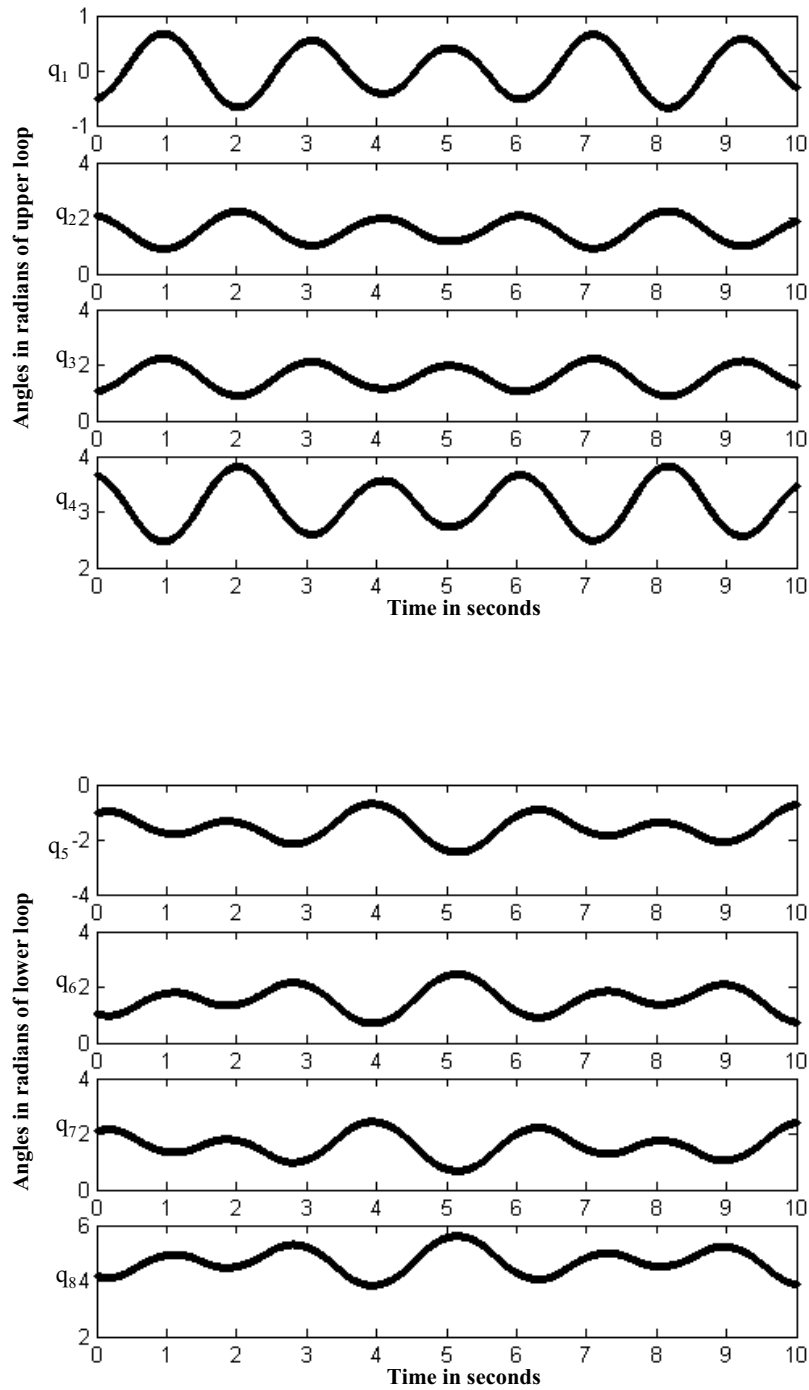 Angles in radians of upper loop
1
q1 0
-1
0 1 2 3 4 5 6 7 8 9 10
4
q2 2
0
0 1 2 3 4 5 6 7 8 9 10
4
q3 2
0
0 1 2 3 4 5 6 7 8 9 10
4
q4 3
2
0 1 2 3 4 5 6 7 8 9 10
Time in seconds
Angles in radians of lower loop
0
q5 -2
-4
0 1 2 3 4 5 6 7 8 9 10
4
q6 2
0
0 1 2 3 4 5 6 7 8 9 10
4
q7 2
0
0 1 2 3 4 5 6 7 8 9 10
6
q8 4
2
0 1 2 3 4 5 6 7 8 9 10
Time in seconds